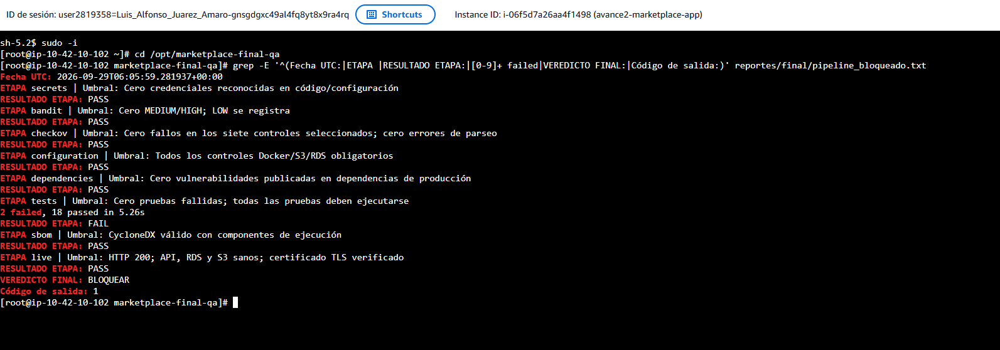 ID de sesión: user2819358=Luis_Alfonso_Juarez_Amaro-gnsgdgxc49al4fq8yt8x9ra4rq Shortcuts Instance ID: i-06f5d7a26aa4f1498 (avance2-marketplace-app)
sh-5.2$ sudo -i
[root@ip-10-42-10-102 ~]# cd /opt/marketplace-final-qa
[root@ip-10-42-10-102 marketplace-final-qa]# grep -E '^(Fecha UTC:|ETAPA |RESULTADO ETAPA:|[0-9]+ failed|VEREDICTO FINAL:|Código de salida:)' reportes/final/pipeline_bloqueado.txt
Fecha UTC: 2026-09-29T06:05:59.281937+00:00
ETAPA secrets | Umbral: Cero credenciales reconocidas en código/configuración
RESULTADO ETAPA: PASS
ETAPA bandit | Umbral: Cero MEDIUM/HIGH; LOW se registra
RESULTADO ETAPA: PASS
ETAPA checkov | Umbral: Cero fallos en los siete controles seleccionados; cero errores de parseo
RESULTADO ETAPA: PASS
ETAPA configuration | Umbral: Todos los controles Docker/S3/RDS obligatorios
RESULTADO ETAPA: PASS
ETAPA dependencies | Umbral: Cero vulnerabilidades publicadas en dependencias de producción
RESULTADO ETAPA: PASS
ETAPA tests | Umbral: Cero pruebas fallidas; todas las pruebas deben ejecutarse
2 failed, 18 passed in 5.26s
RESULTADO ETAPA: FAIL
ETAPA sbom | Umbral: CycloneDX válido con componentes de ejecución
RESULTADO ETAPA: PASS
ETAPA live | Umbral: HTTP 200; API, RDS y S3 sanos; certificado TLS verificado
RESULTADO ETAPA: PASS
VEREDICTO FINAL: BLOQUEAR
Código de salida: 1
[root@ip-10-42-10-102 marketplace-final-qa]#